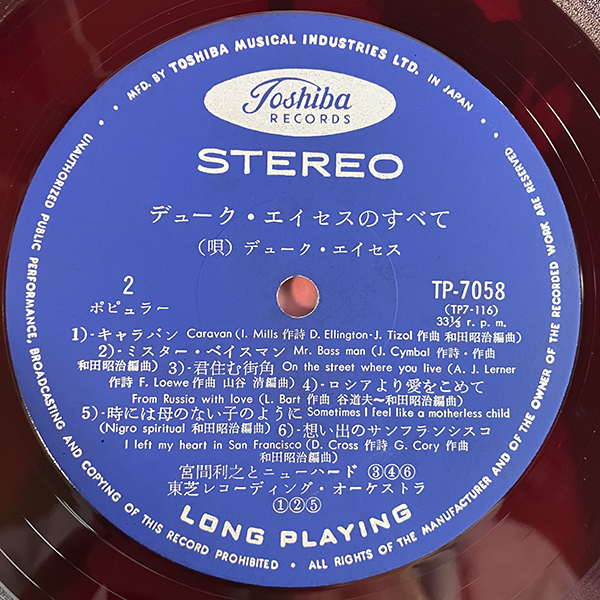 MFD. BY TOSHIBA MUSICAL INDUSTRIES LTD. IN JAPAN •
Toshiba
RECORDS
STEREO
デューク・エイセスのすべて
(唄) デューク・エイセス
2
ポピュラー
TP-7058
(TP7-116)
33⅓ r. p. m.
1)-キャラバン Caravan (I. Mills 作詩 D. Ellington-J. Tizol 作曲 和田昭治編曲)
2)-ミスター・ベイスマン Mr. Bass man (J. Cymbal 作詩・作曲
和田昭治編曲) 3)-君住む街角 On the street where you live (A. J. Lerner
作詩 F. Loewe 作曲 山谷 清編曲) 4)-ロシアより愛をこめて
From Russia with love (L. Bart 作曲 谷道夫〜和田昭治編曲)
5)-時には母のない子のように Sometimes I feel like a motherless child
(Nigro spiritual 和田昭治編曲) 6)-想い出のサンフランシスコ
I left my heart in San Francisco (D. Cross 作詩 G. Cory 作曲
和田昭治編曲)
宮間利之とニューハード ③④⑥
東芝レコーディング・オーケストラ
①②⑤
LONG PLAYING
UNAUTHORIZED PUBLIC PERFORMANCE, BROADCASTING AND COPYING OF THIS RECORD PROHIBITED • ALL RIGHTS OF THE MANUFACTURER AND OF THE OWNER OF THE RECORDED WORK ARE RESERVED